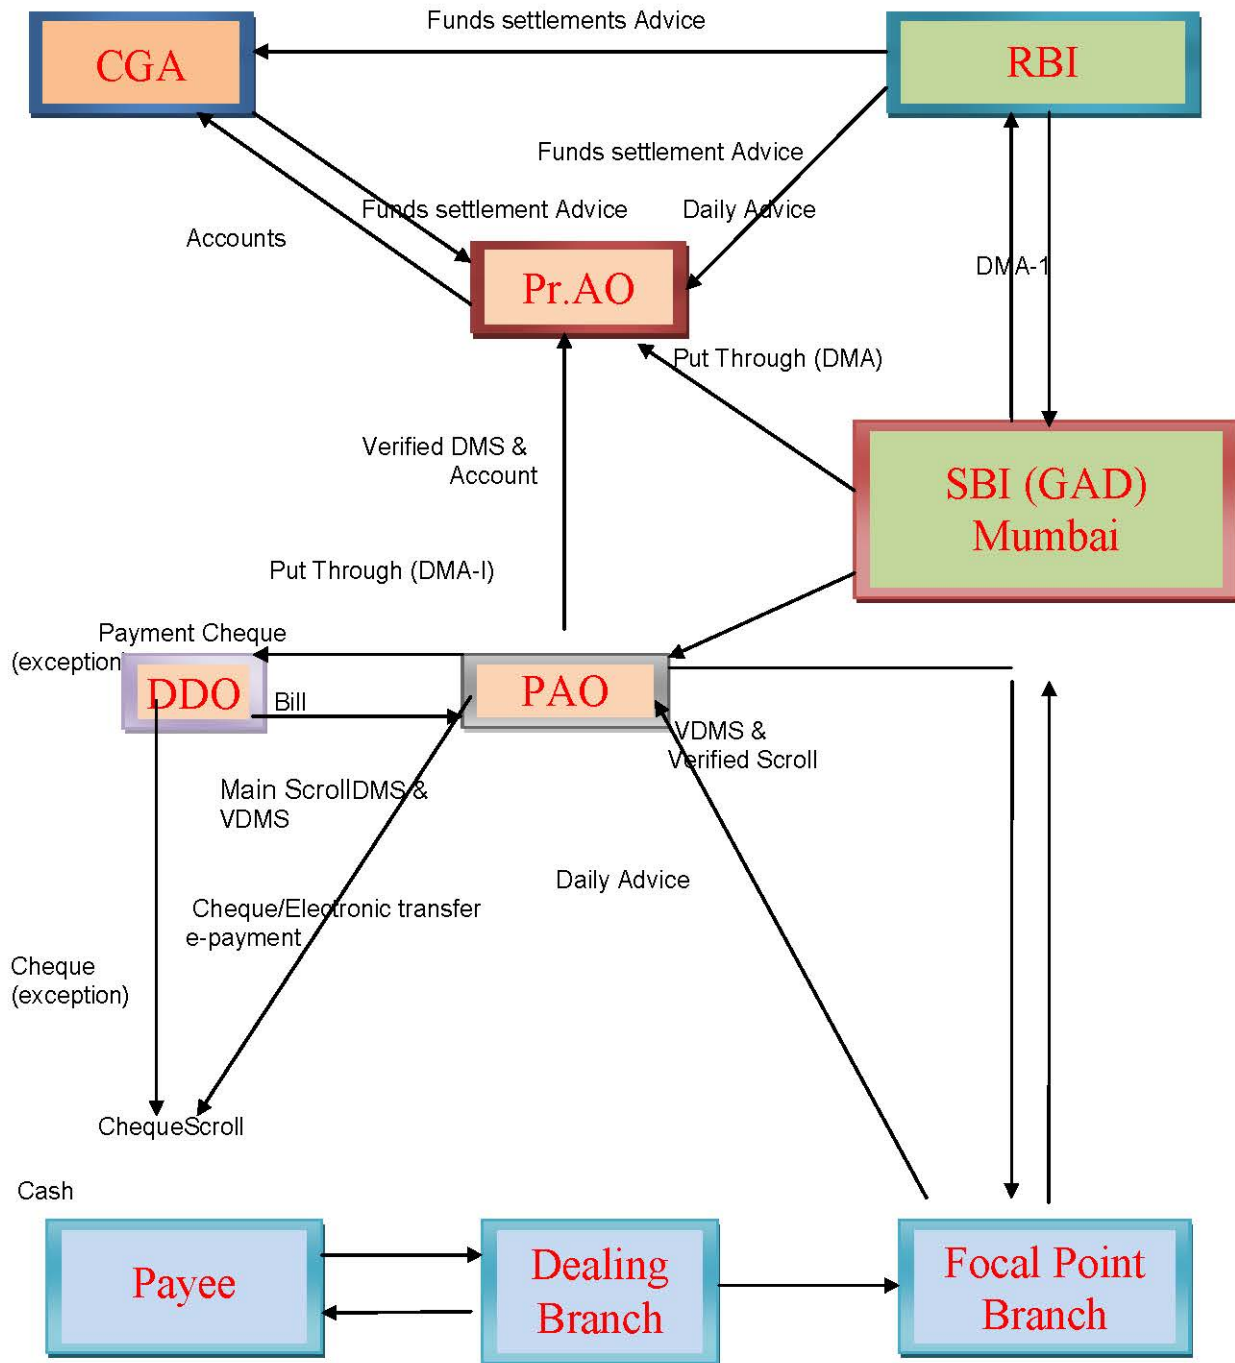 Funds settlements Advice
CGA
RBI
Funds settlement Advice
Funds settlement Advice
Daily Advice
Accounts
DMA-1
Pr.AO
Put Through (DMA)
Verified DMS &
Account
SBI (GAD)
Mumbai
Put Through (DMA-I)
Payment Cheque
(exception)
DDO
Bill
PAO
VDMS &
Verified Scroll
Main ScrollDMS &
VDMS
Daily Advice
Cheque/Electronic transfer
e-payment
Cheque
(exception)
ChequeScroll
Cash
Payee
Dealing
Branch
Focal Point
Branch